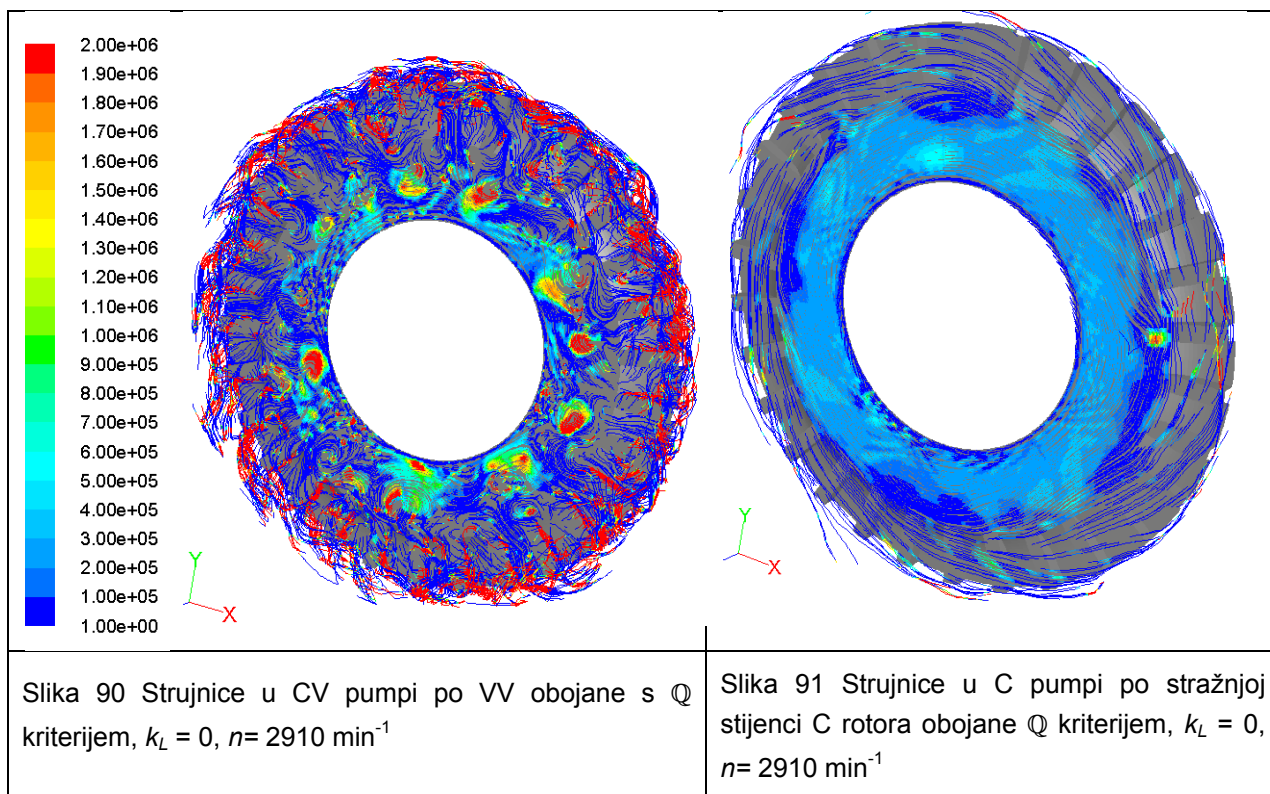 2.00e+06
1.90e+06
1.80e+06
1.70e+06
1.60e+06
1.50e+06
1.40e+06
1.30e+06
1.20e+06
1.10e+06
1.00e+06
9.00e+05
8.00e+05
7.00e+05
6.00e+05
5.00e+05
4.00e+05
3.00e+05
2.00e+05
1.00e+05
1.00e+00
Y
X
Y
X
Slika 90 Strujnice u CV pumpi po VV obojane s ℚ
kriterijem, k_L = 0, n= 2910 min⁻¹
Slika 91 Strujnice u C pumpi po stražnjoj
stijenci C rotora obojane ℚ kriterijem, k_L = 0,
n= 2910 min⁻¹